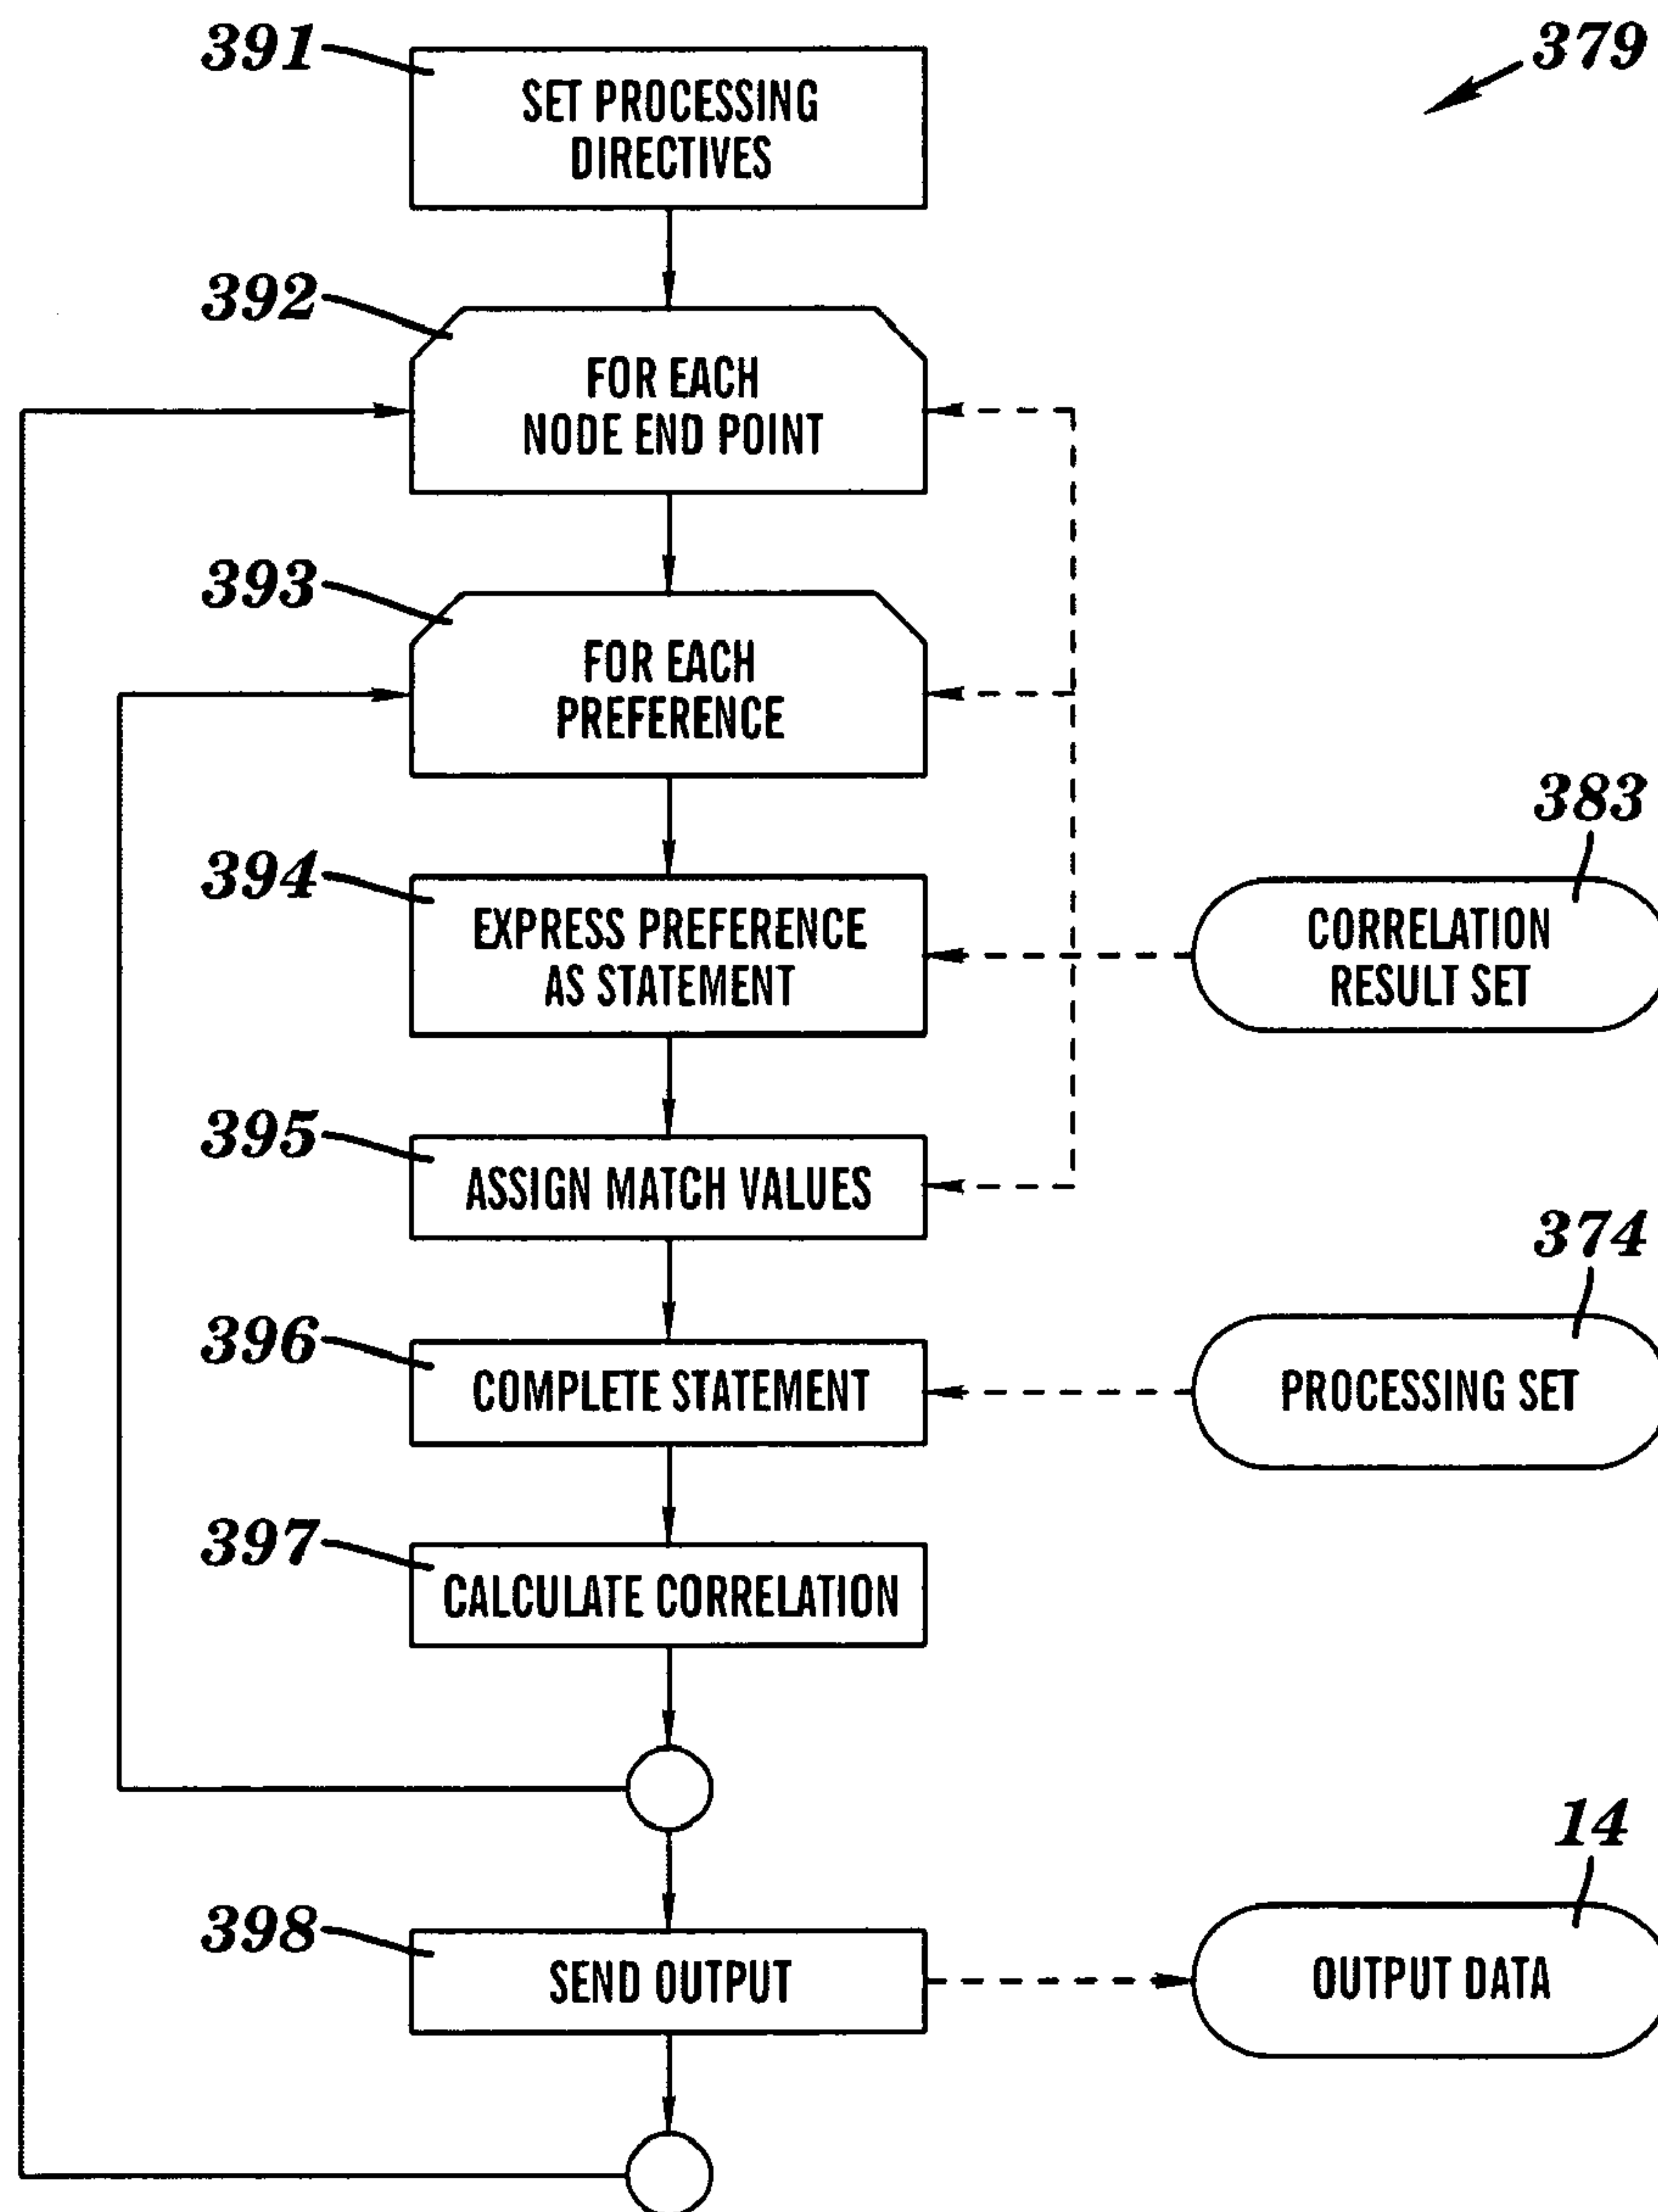 391
379
SET PROCESSING
DIRECTIVES
392
FOR EACH
NODE END POINT
393
FOR EACH
PREFERENCE
383
394
EXPRESS PREFERENCE
AS STATEMENT
CORRELATION
RESULT SET
395
ASSIGN MATCH VALUES
374
396
COMPLETE STATEMENT
PROCESSING SET
397
CALCULATE CORRELATION
14
398
SEND OUTPUT
OUTPUT DATA